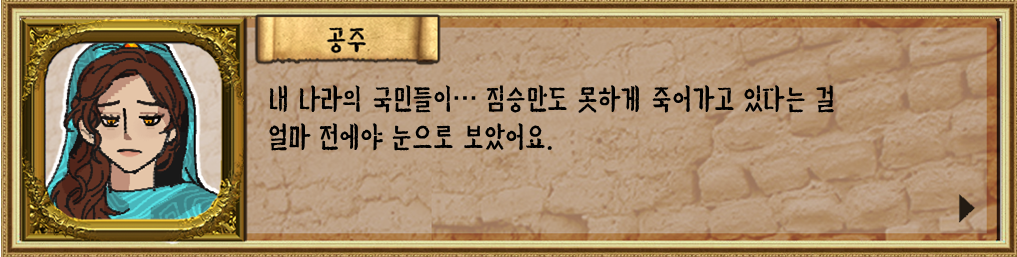 공주
내 나라의 국민들이… 짐승만도 못하게 죽어가고 있다는 걸
얼마 전에야 눈으로 보았어요.